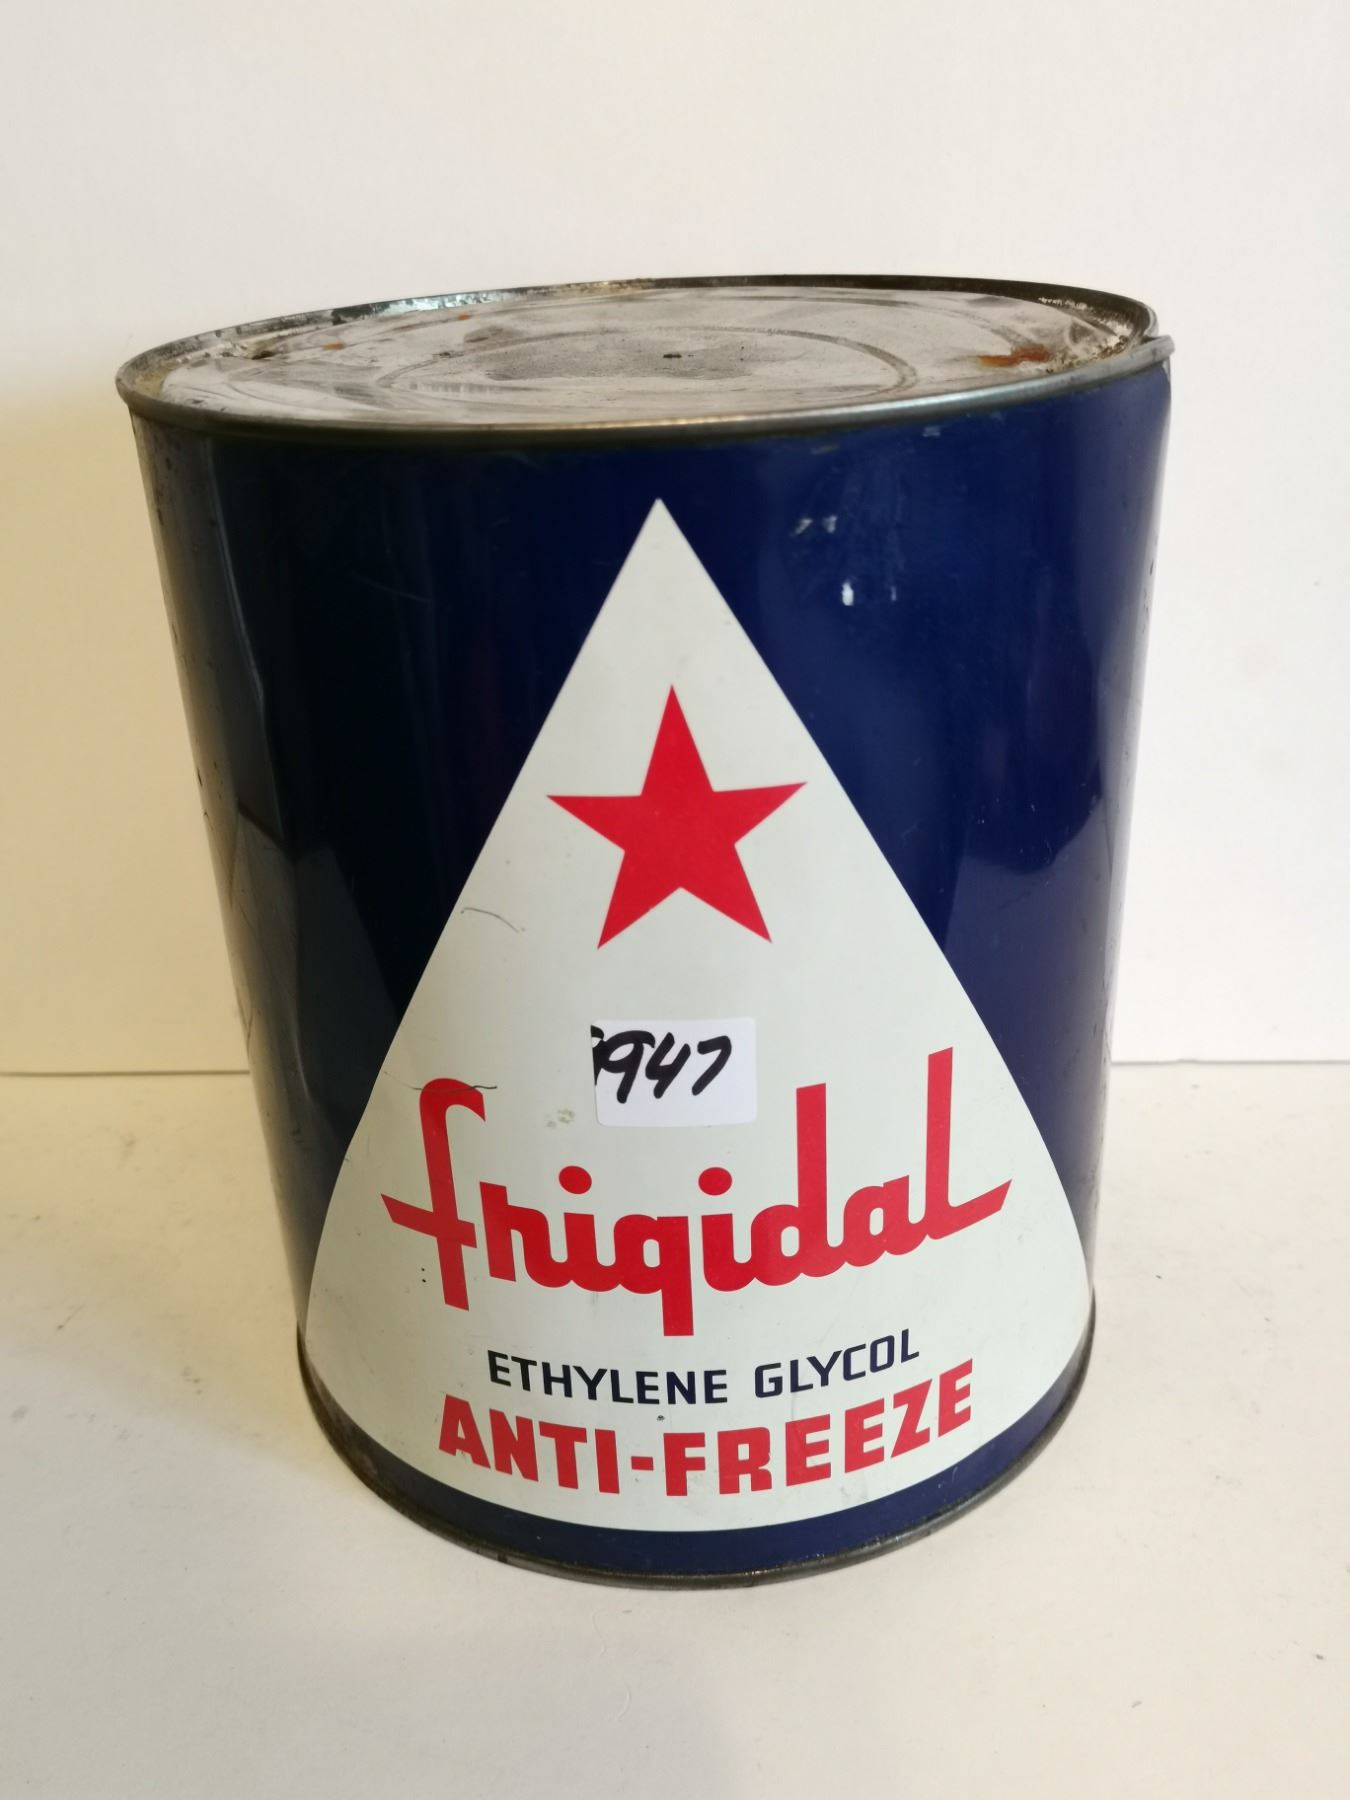 947
frigidal
ETHYLENE GLYCOL
ANTI-FREEZE